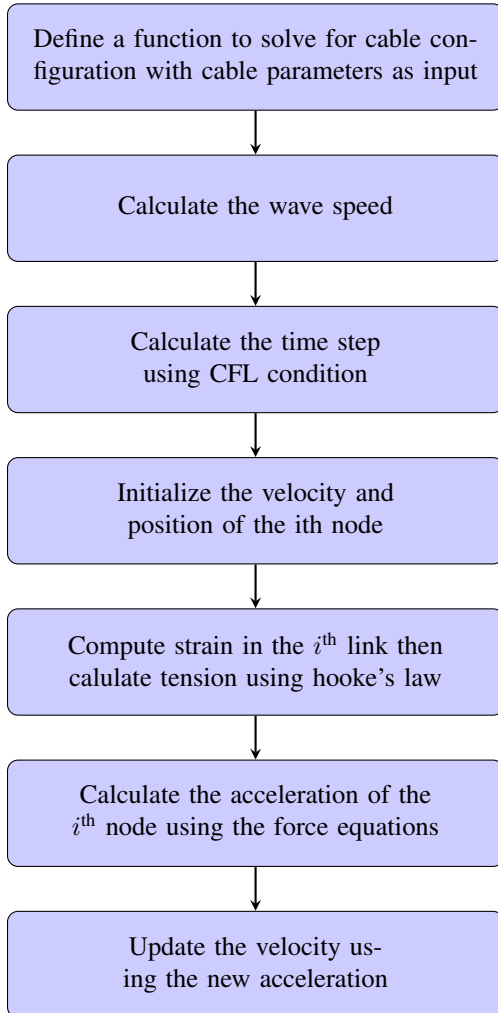 Define a function to solve for cable con-
figuration with cable parameters as input
Calculate the wave speed
Calculate the time step
using CFL condition
Initialize the velocity and
position of the ith node
Compute strain in the iᵗʰ link then
calulate tension using hooke's law
Calculate the acceleration of the
iᵗʰ node using the force equations
Update the velocity us-
ing the new acceleration